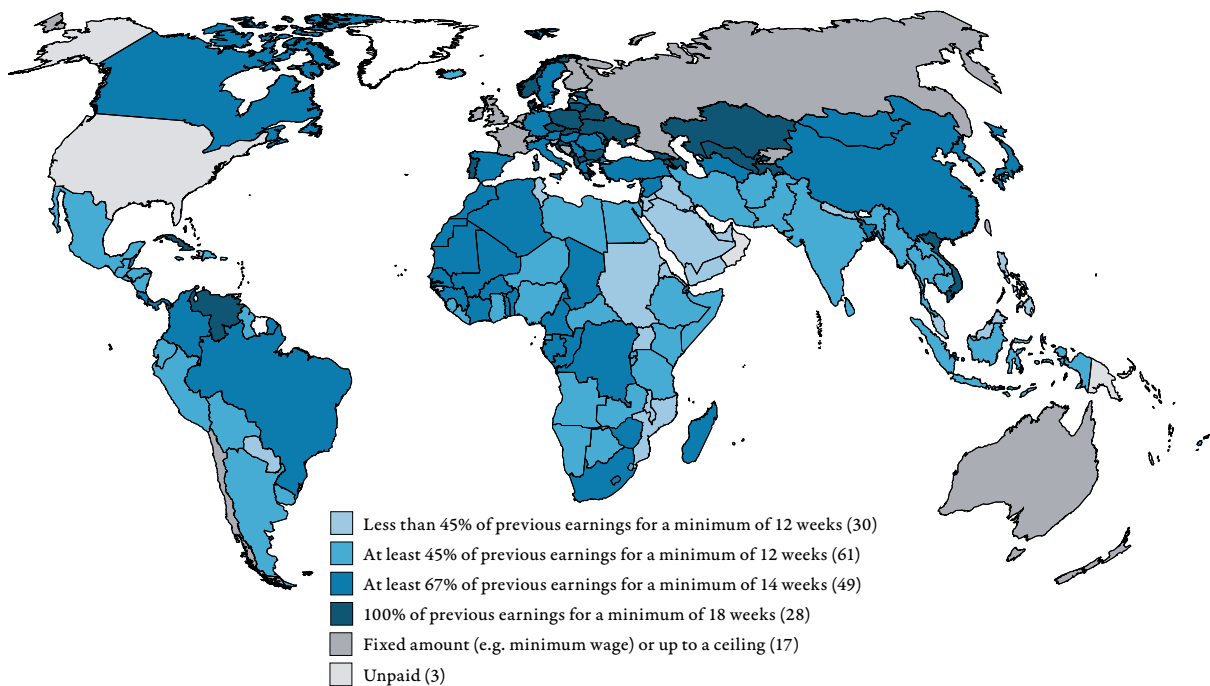 Less than 45% of previous earnings for a minimum of 12 weeks (30)
At least 45% of previous earnings for a minimum of 12 weeks (61)
At least 67% of previous earnings for a minimum of 14 weeks (49)
100% of previous earnings for a minimum of 18 weeks (28)
Fixed amount (e.g. minimum wage) or up to a ceiling (17)
Unpaid (3)